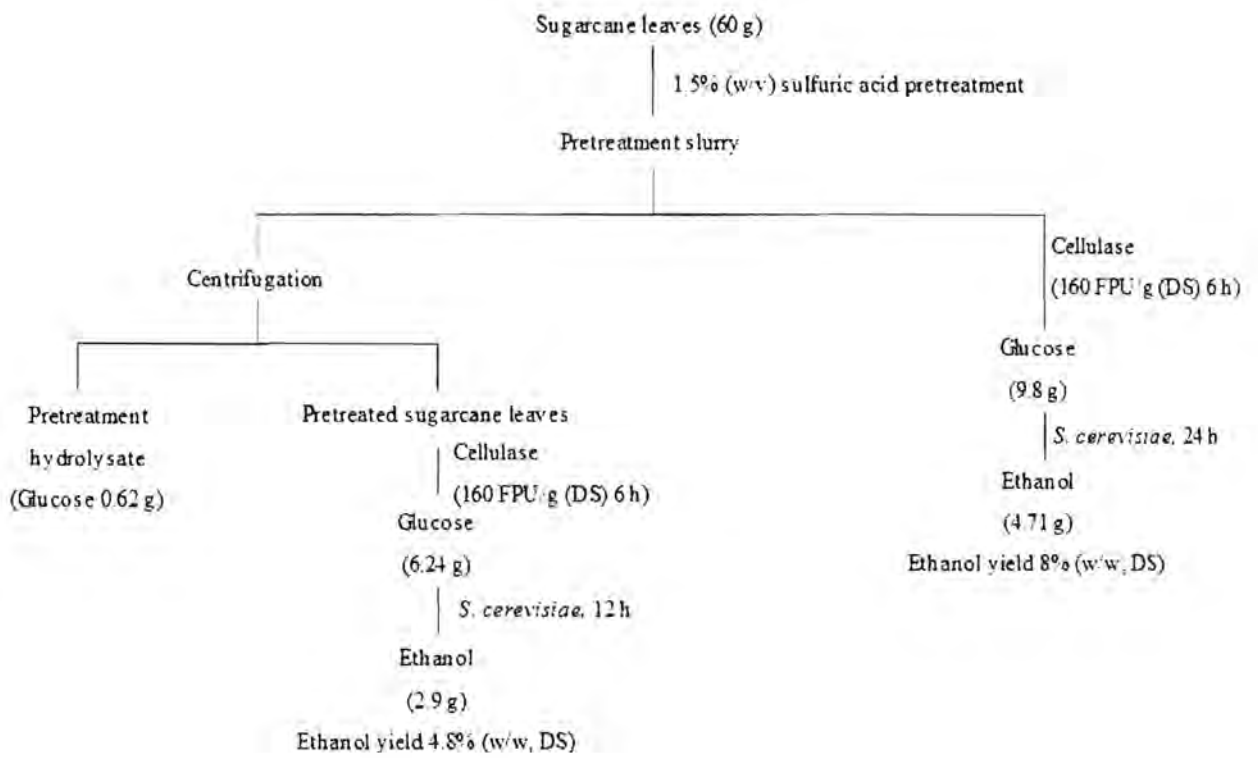 Sugarcane leaves (60 g)
1.5% (w/v) sulfuric acid pretreatment
Pretreatment slurry
Centrifugation
Pretreatment
hydrolysate
(Glucose 0.62 g)
Pretreated sugarcane leaves
Cellulase
(160 FPU/g (DS) 6 h)
Glucose
(6.24 g)
S. cerevisiae, 12 h
Ethanol
(2.9 g)
Ethanol yield 4.8% (w/w, DS)
Cellulase
(160 FPU/g (DS) 6 h)
Glucose
(9.8 g)
S. cerevisiae, 24 h
Ethanol
(4.71 g)
Ethanol yield 8% (w/w, DS)